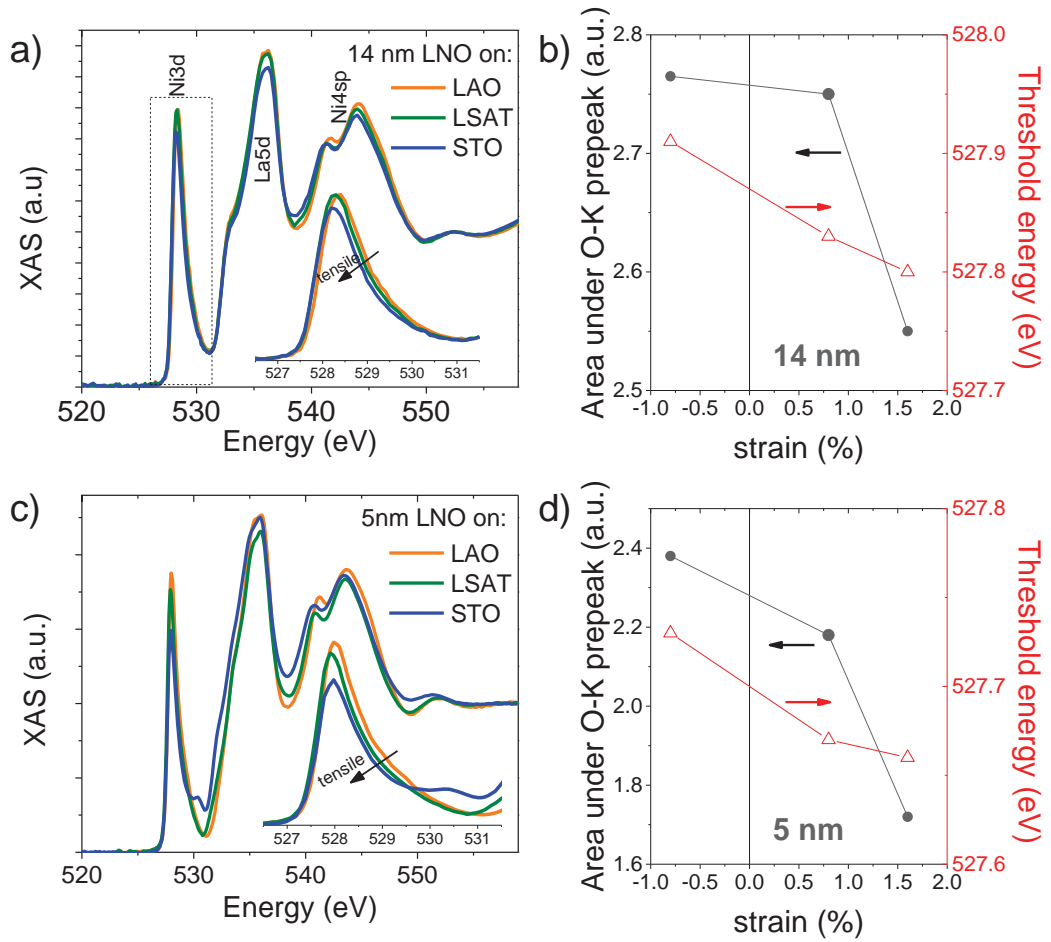 a)
XAS (a.u)
Ni3d
La5d
Ni4sp
14 nm LNO on:
LAO
LSAT
STO
tensile
527 528 529 530 531
520 530 540 550
Energy (eV)
b)
Area under O-K prepeak (a.u.)
2.8
2.7
2.6
2.5
528.0
527.9
527.8
527.7
Threshold energy (eV)
14 nm
-1.0 -0.5 0.0 0.5 1.0 1.5 2.0
strain (%)
c)
XAS (a.u.)
5nm LNO on:
LAO
LSAT
STO
tensile
527 528 529 530 531
520 530 540 550
Energy (eV)
d)
Area under O-K prepeak (a.u.)
2.4
2.2
2.0
1.8
1.6
527.8
527.7
527.6
Threshold energy (eV)
5 nm
-1.0 -0.5 0.0 0.5 1.0 1.5 2.0
strain (%)